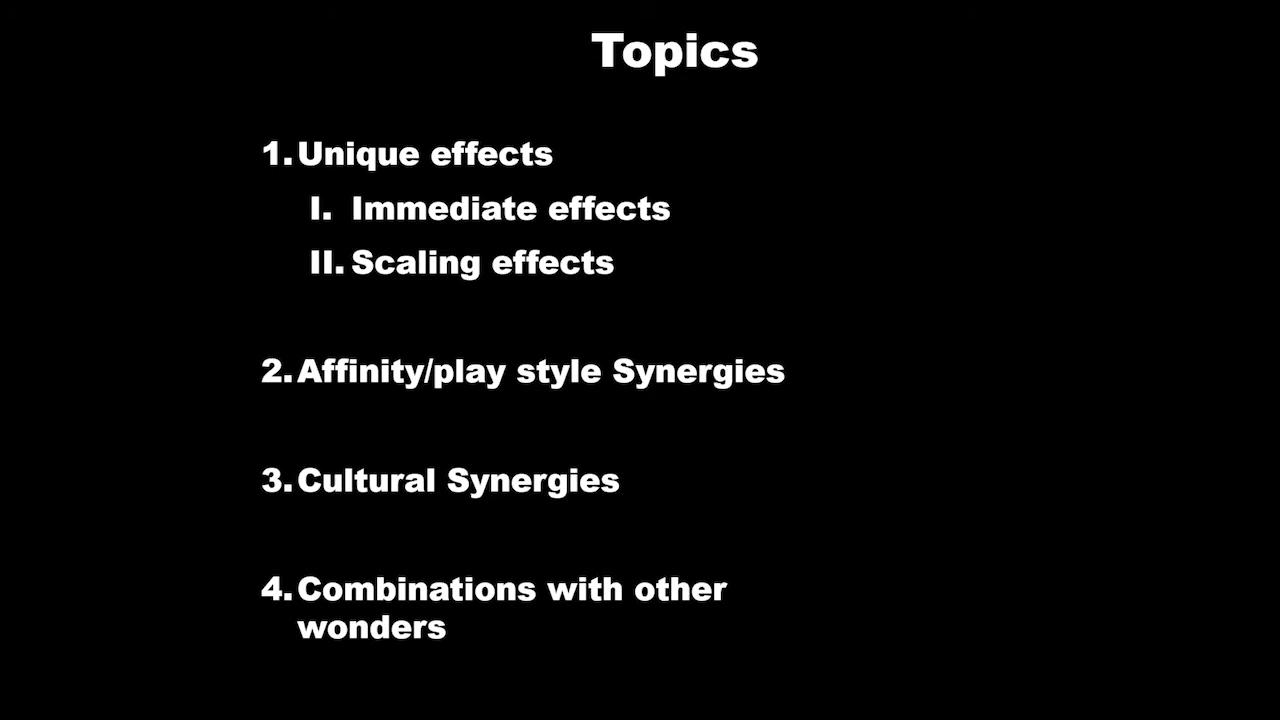 Topics
1. Unique effects
I. Immediate effects
II. Scaling effects
2. Affinity/play style Synergies
3. Cultural Synergies
4. Combinations with other
wonders